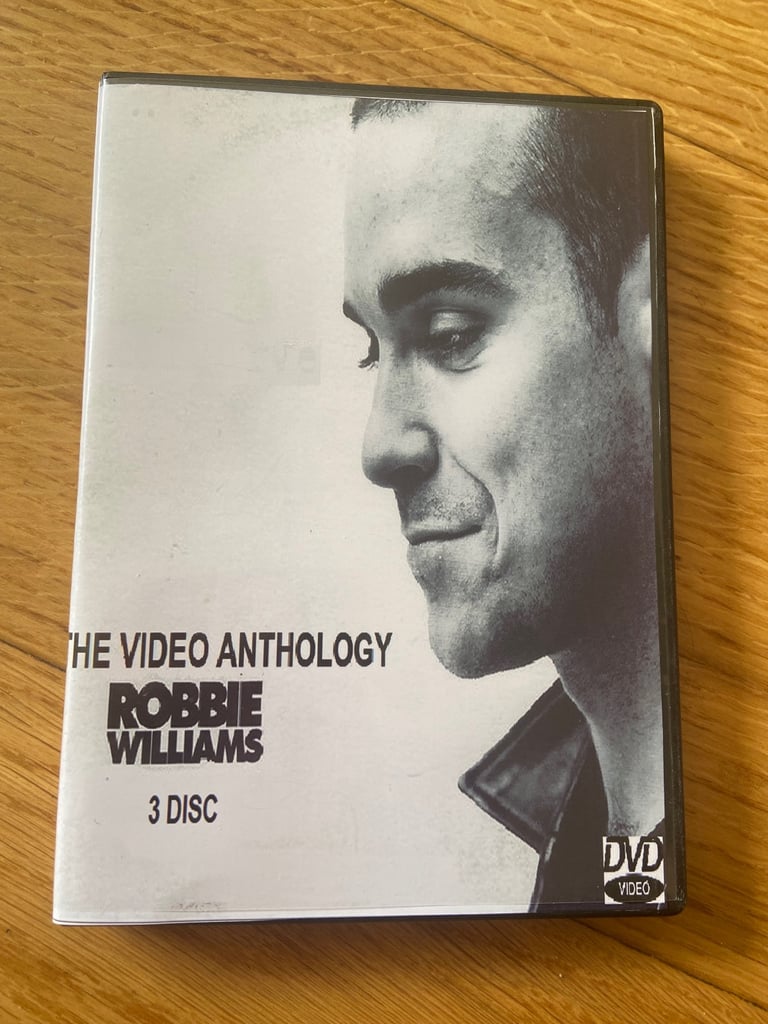 THE VIDEO ANTHOLOGY
ROBBIE
WILLIAMS
3 DISC
DVD
VIDEO